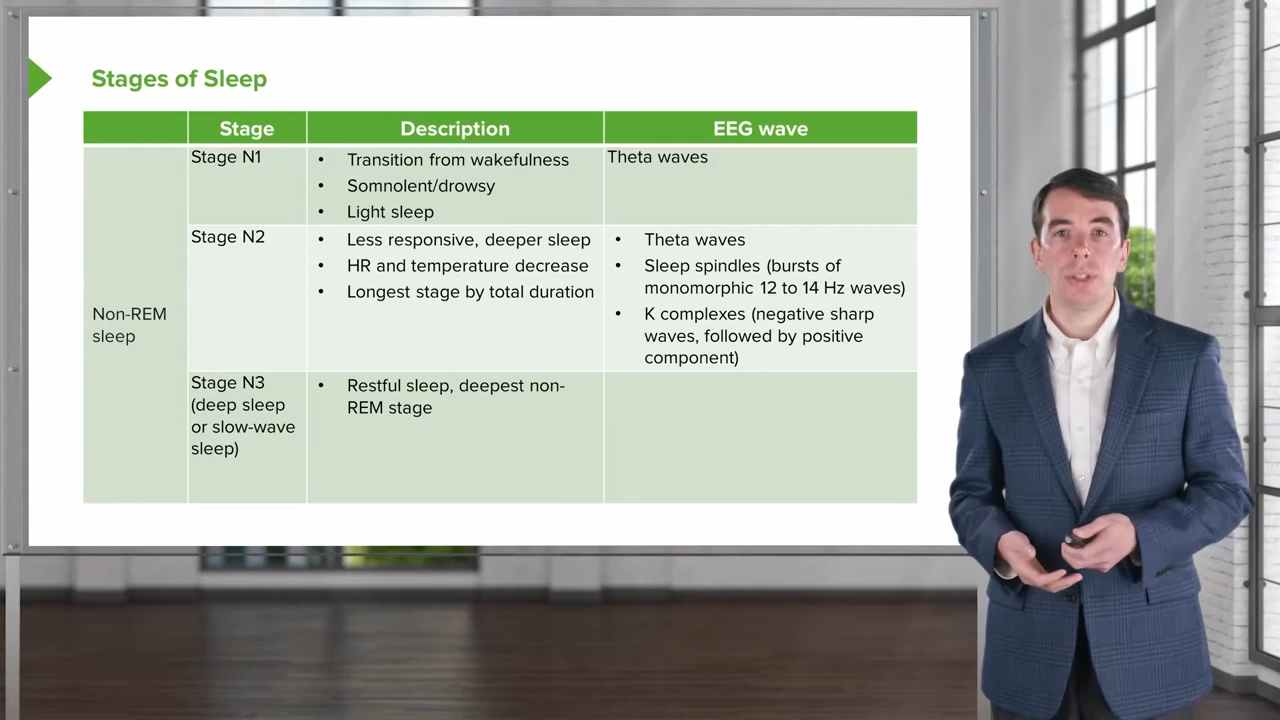 Stages of Sleep
Stage Description EEG wave
Non-REM
sleep
Stage N1
• Transition from wakefulness
• Somnolent/drowsy
• Light sleep
Theta waves
Stage N2
• Less responsive, deeper sleep
• HR and temperature decrease
• Longest stage by total duration
• Theta waves
• Sleep spindles (bursts of
monomorphic 12 to 14 Hz waves)
• K complexes (negative sharp
waves, followed by positive
component)
Stage N3
(deep sleep
or slow-wave
sleep)
• Restful sleep, deepest non-
REM stage